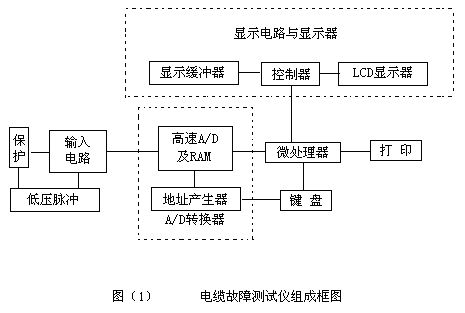 显示电路与显示器
显示缓冲器
控制器
LCD显示器
保护
输入
电路
高速A/D
及RAM
微处理器
打 印
低压脉冲
地址产生器
键 盘
A/D转换器
图（1） 电缆故障测试仪组成框图